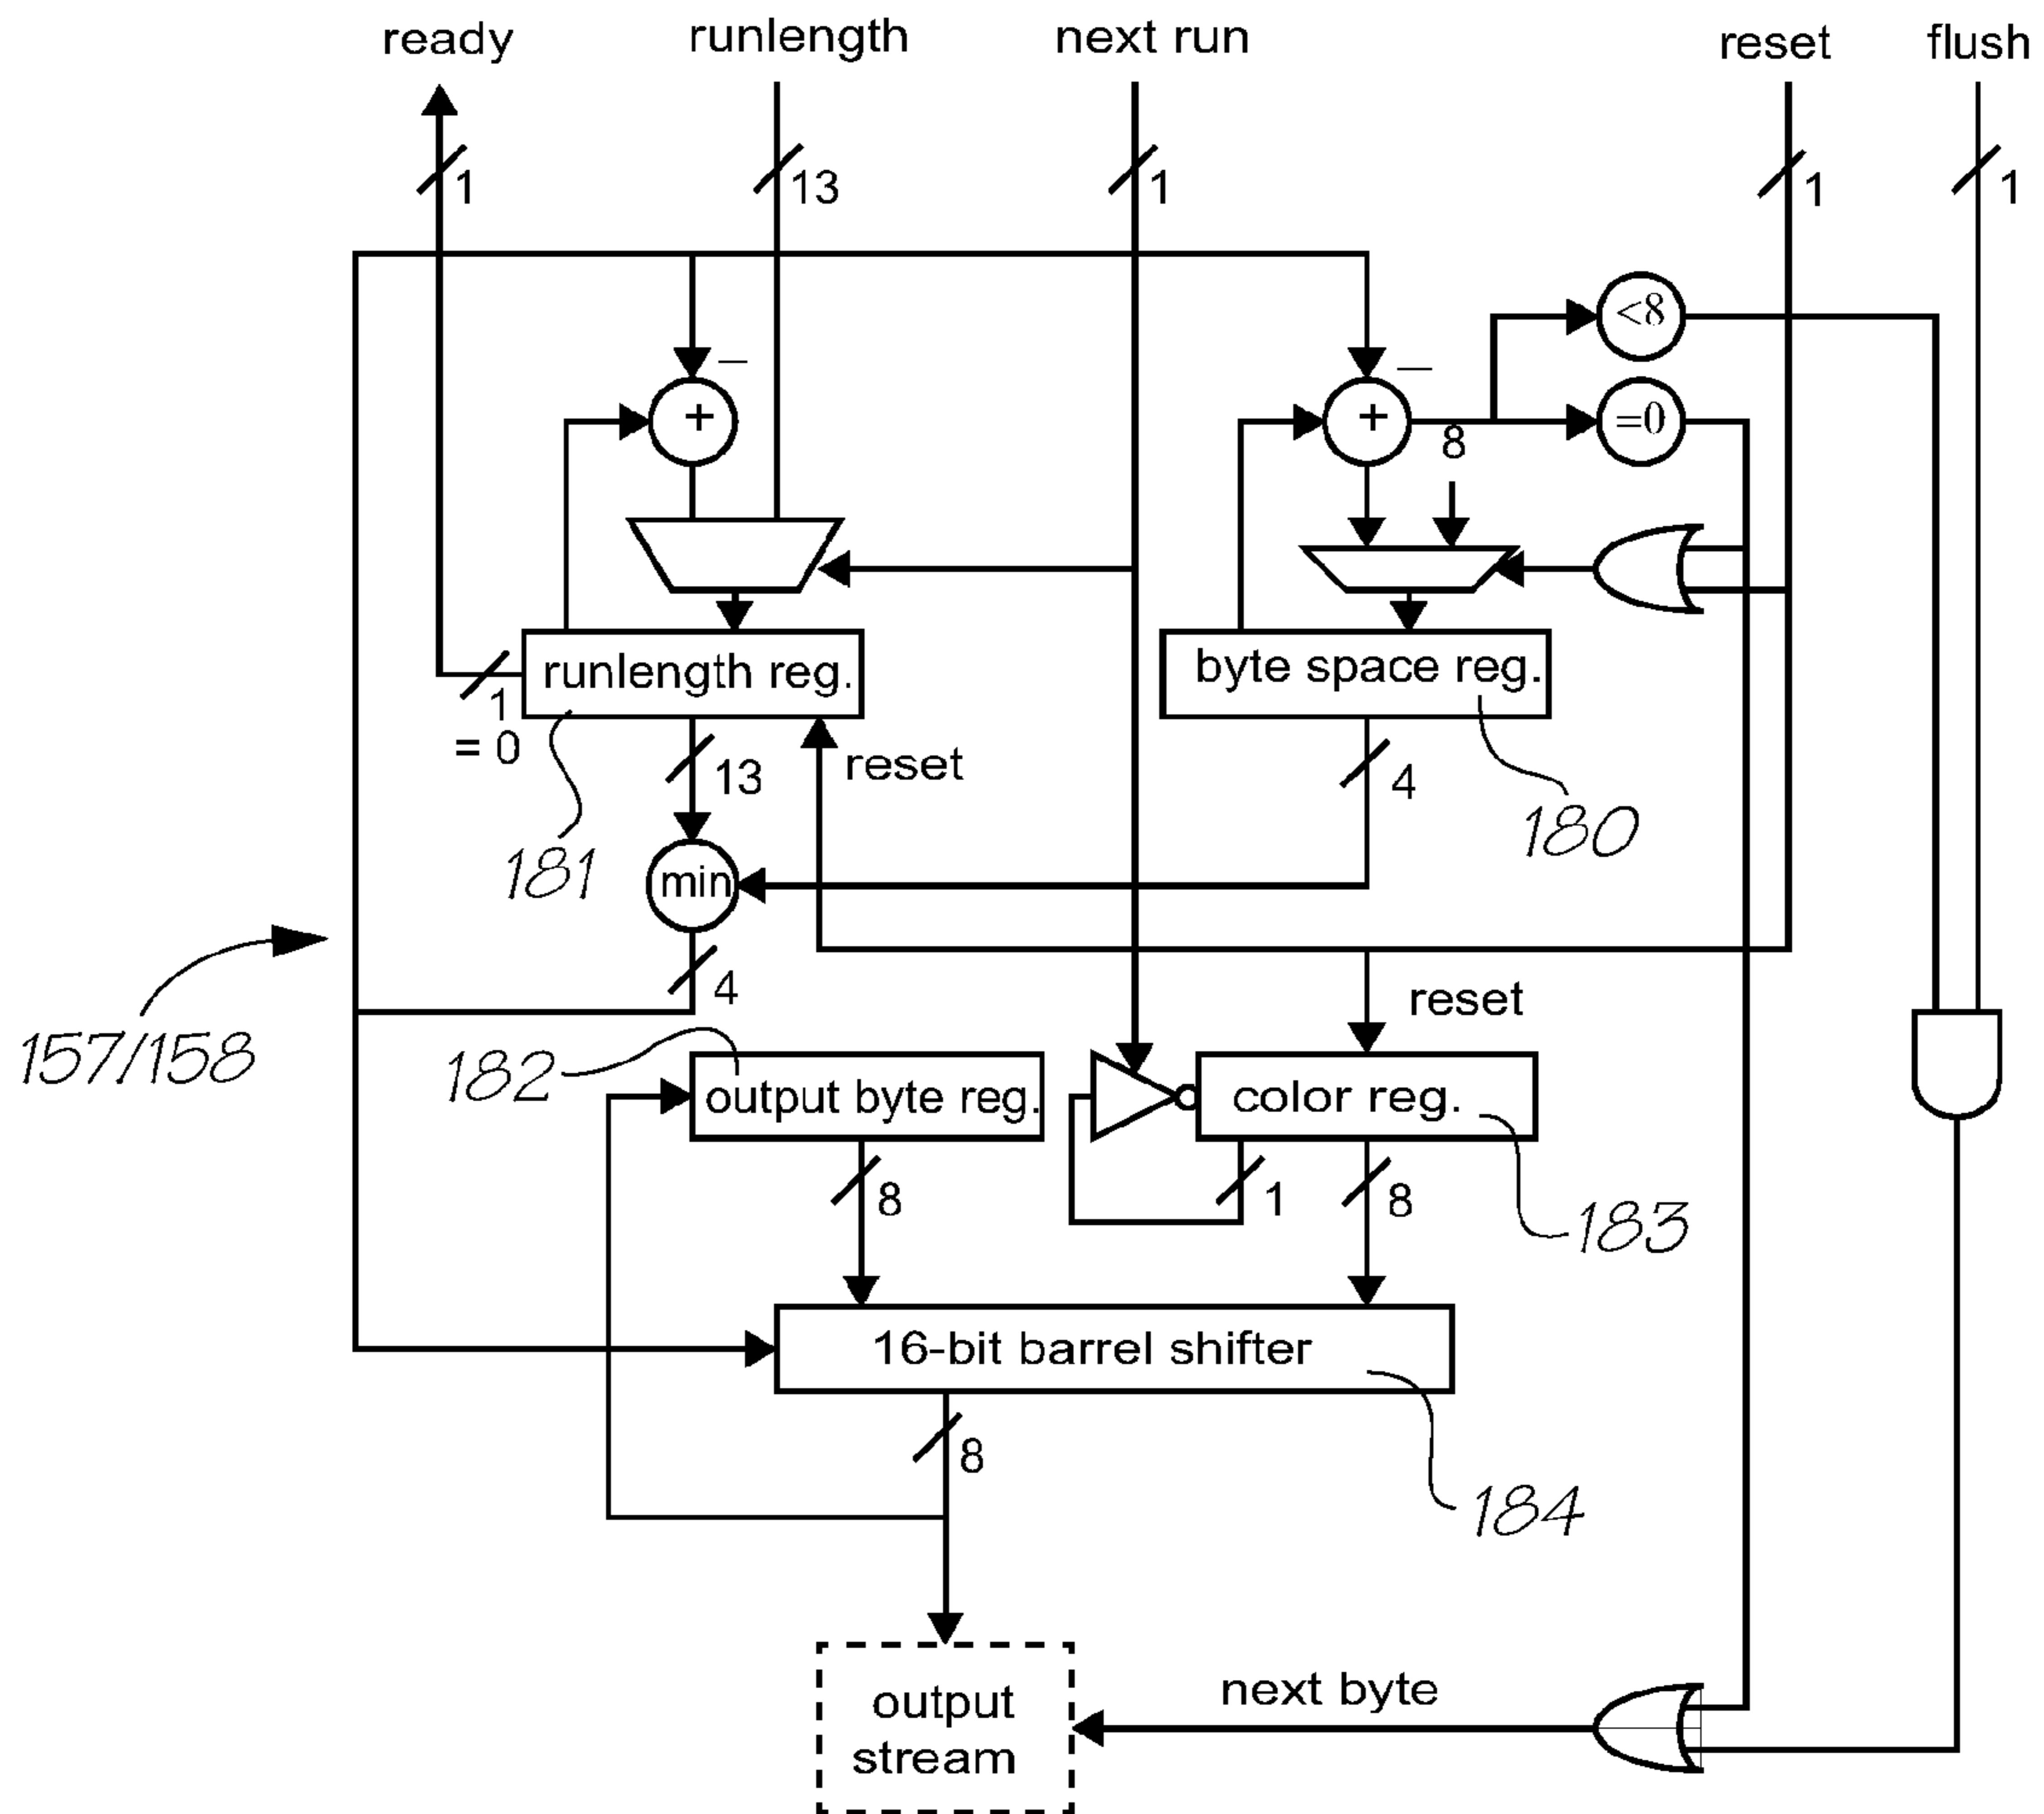 ready
runlength
next run
reset
flush
1
13
1
1
1
<8
–
–
+
+
8
=0
runlength reg.
byte space reg.
1
= 0
13
reset
4
180
181
min
4
reset
157/158
182
output byte reg.
color reg.
8
1
8
183
16-bit barrel shifter
8
184
next byte
output
stream